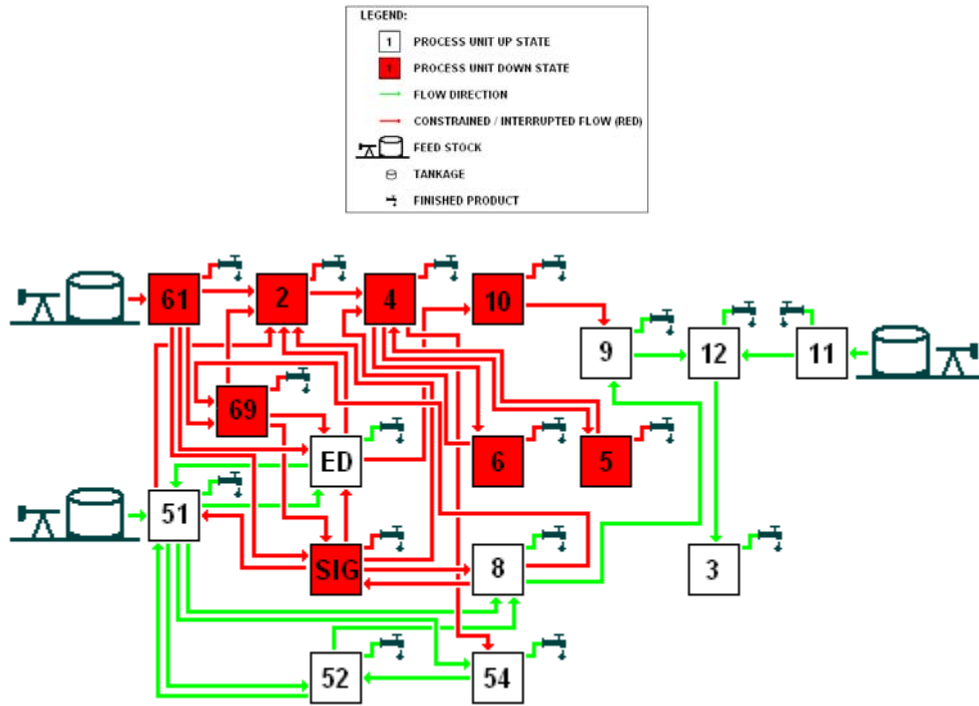 LEGEND:
1 PROCESS UNIT UP STATE
1 PROCESS UNIT DOWN STATE
FLOW DIRECTION
CONSTRAINED / INTERRUPTED FLOW (RED)
FEED STOCK
TANKAGE
FINISHED PRODUCT
61 2 4 10
9 12 11
69
ED 6 5
51
SIG 8 3
52 54